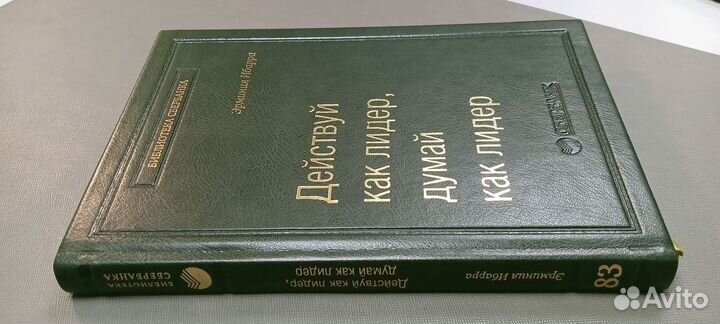 БИБЛИОТЕКА СБЕРБАНКА
Эрминия Ибарра
Действуй
как лидер,
думай
как лидер
СБЕРБАНК
БИБЛИОТЕКА
СБЕРБАНКА
Действуй как лидер,
думай как лидер
Эрминия Ибарра
83
Avito